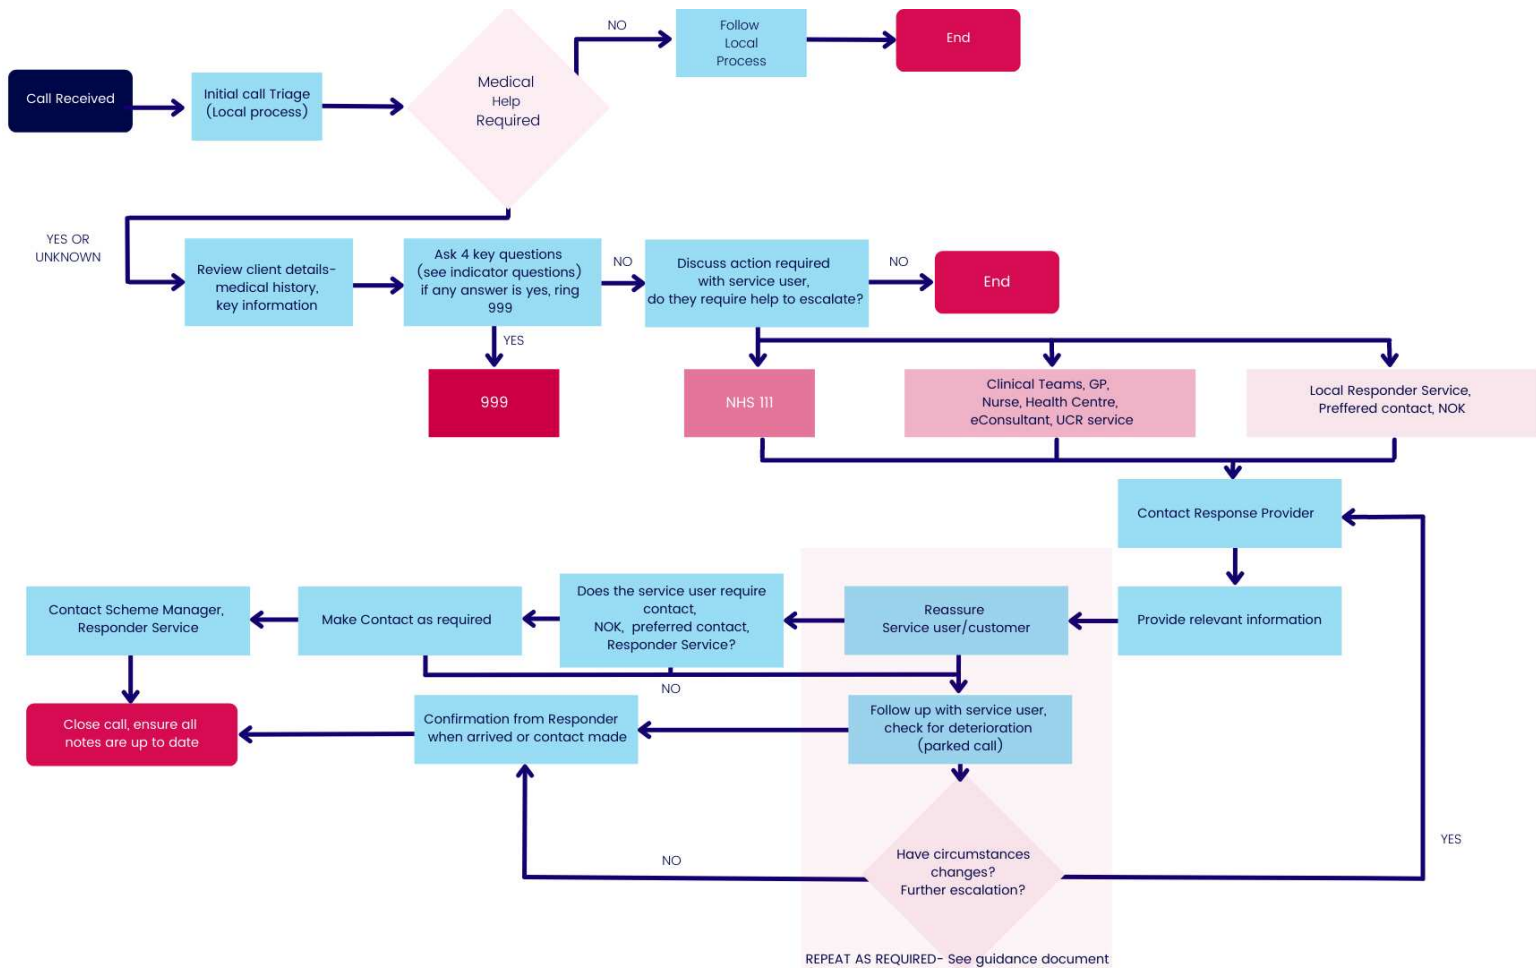 NO
Follow
Local
Process
End
Call Received
Initial call Triage
(Local process)
Medical
Help
Required
YES OR
UNKNOWN
Review client details-
medical history,
key information
Ask 4 key questions
(see indicator questions)
if any answer is yes, ring
999
NO
Discuss action required
with service user,
do they require help to escalate?
NO
End
YES
999
NHS 111
Clinical Teams, GP,
Nurse, Health Centre,
eConsultant, UCR service
Local Responder Service,
Preffered contact, NOK
Contact Response Provider
Provide relevant information
Reassure
Service user/customer
Does the service user require
contact,
NOK, preferred contact,
Responder Service?
Make Contact as required
Contact Scheme Manager,
Responder Service
NO
Close call, ensure all
notes are up to date
Confirmation from Responder
when arrived or contact made
Follow up with service user,
check for deterioration
(parked call)
Have circumstances
changes?
Further escalation?
NO
YES
REPEAT AS REQUIRED- See guidance document